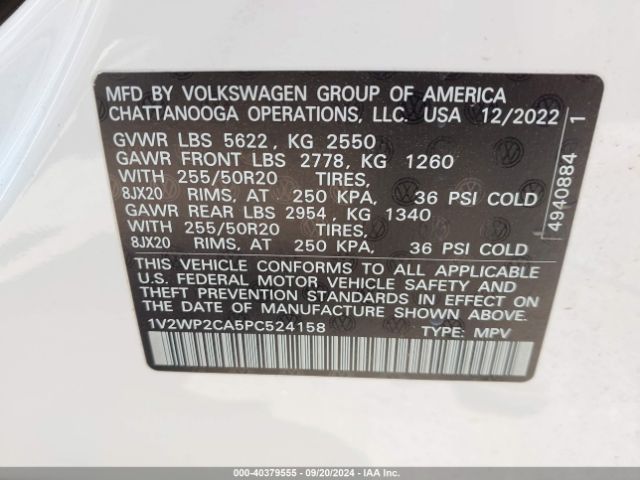 MFD BY VOLKSWAGEN GROUP OF AMERICA
CHATTANOOGA OPERATIONS, LLC. USA 12/2022
GVWR LBS 5622, KG 2550
GAWR FRONT LBS 2778, KG 1260
WITH 255/50R20 TIRES,
8JX20 RIMS, AT 250 KPA, 36 PSI COLD
GAWR REAR LBS 2954, KG 1340
WITH 255/50R20 TIRES,
8JX20 RIMS, AT 250 KPA, 36 PSI COLD
THIS VEHICLE CONFORMS TO ALL APPLICABLE
U.S. FEDERAL MOTOR VEHICLE SAFETY AND
THEFT PREVENTION STANDARDS IN EFFECT ON
THE DATE OF MANUFACTURE SHOWN ABOVE.
1V2WP2CA5PC524158 TYPE: MPV
4940884 1
000-40379555 - 09/20/2024 - IAAI.COM